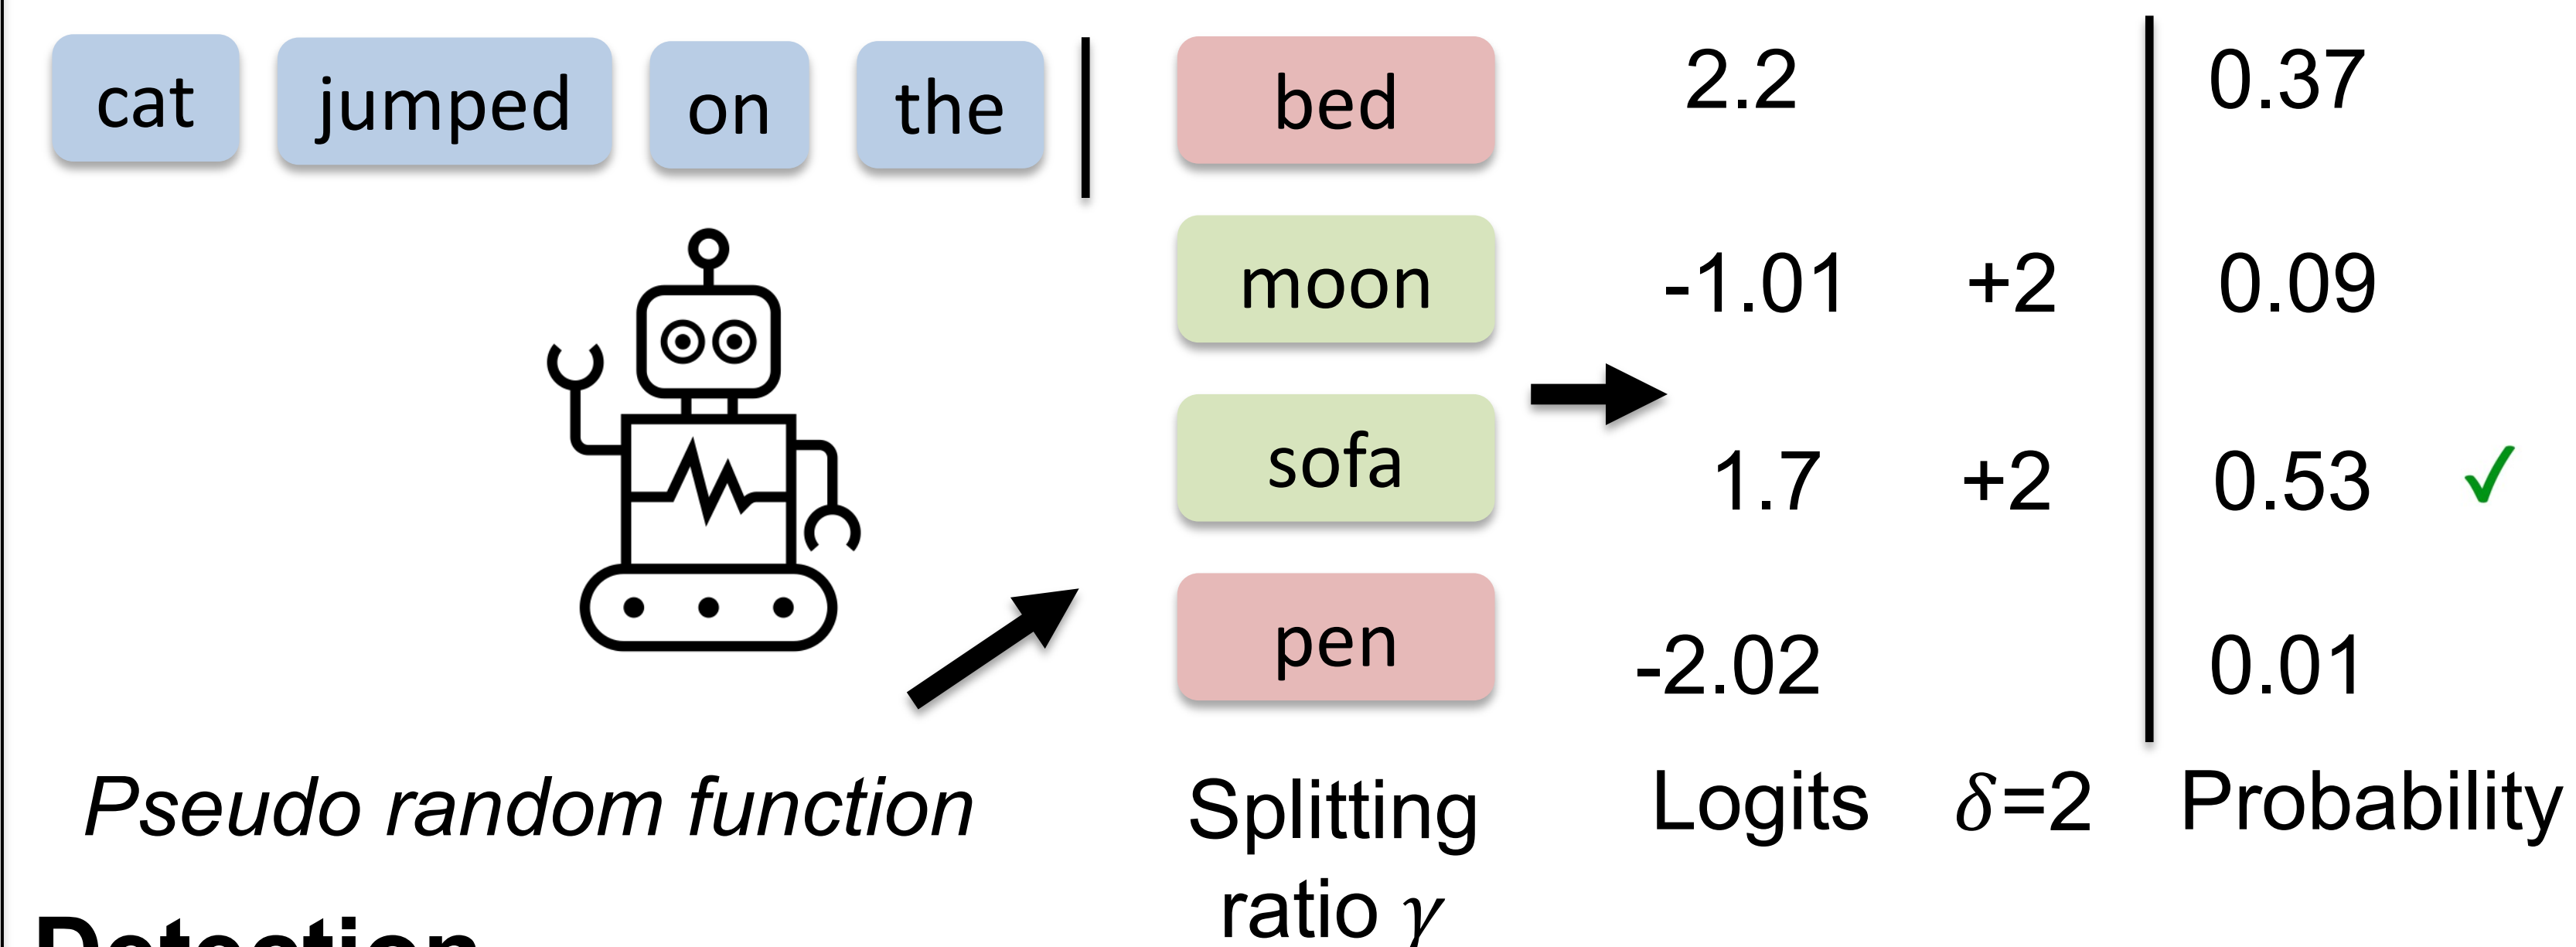 cat jumped on the bed 2.2 0.37
moon -1.01 +2 0.09
sofa 1.7 +2 0.53 ✓
pen -2.02 0.01
Pseudo random function Splitting ratio γ Logits δ=2 Probability
Detection